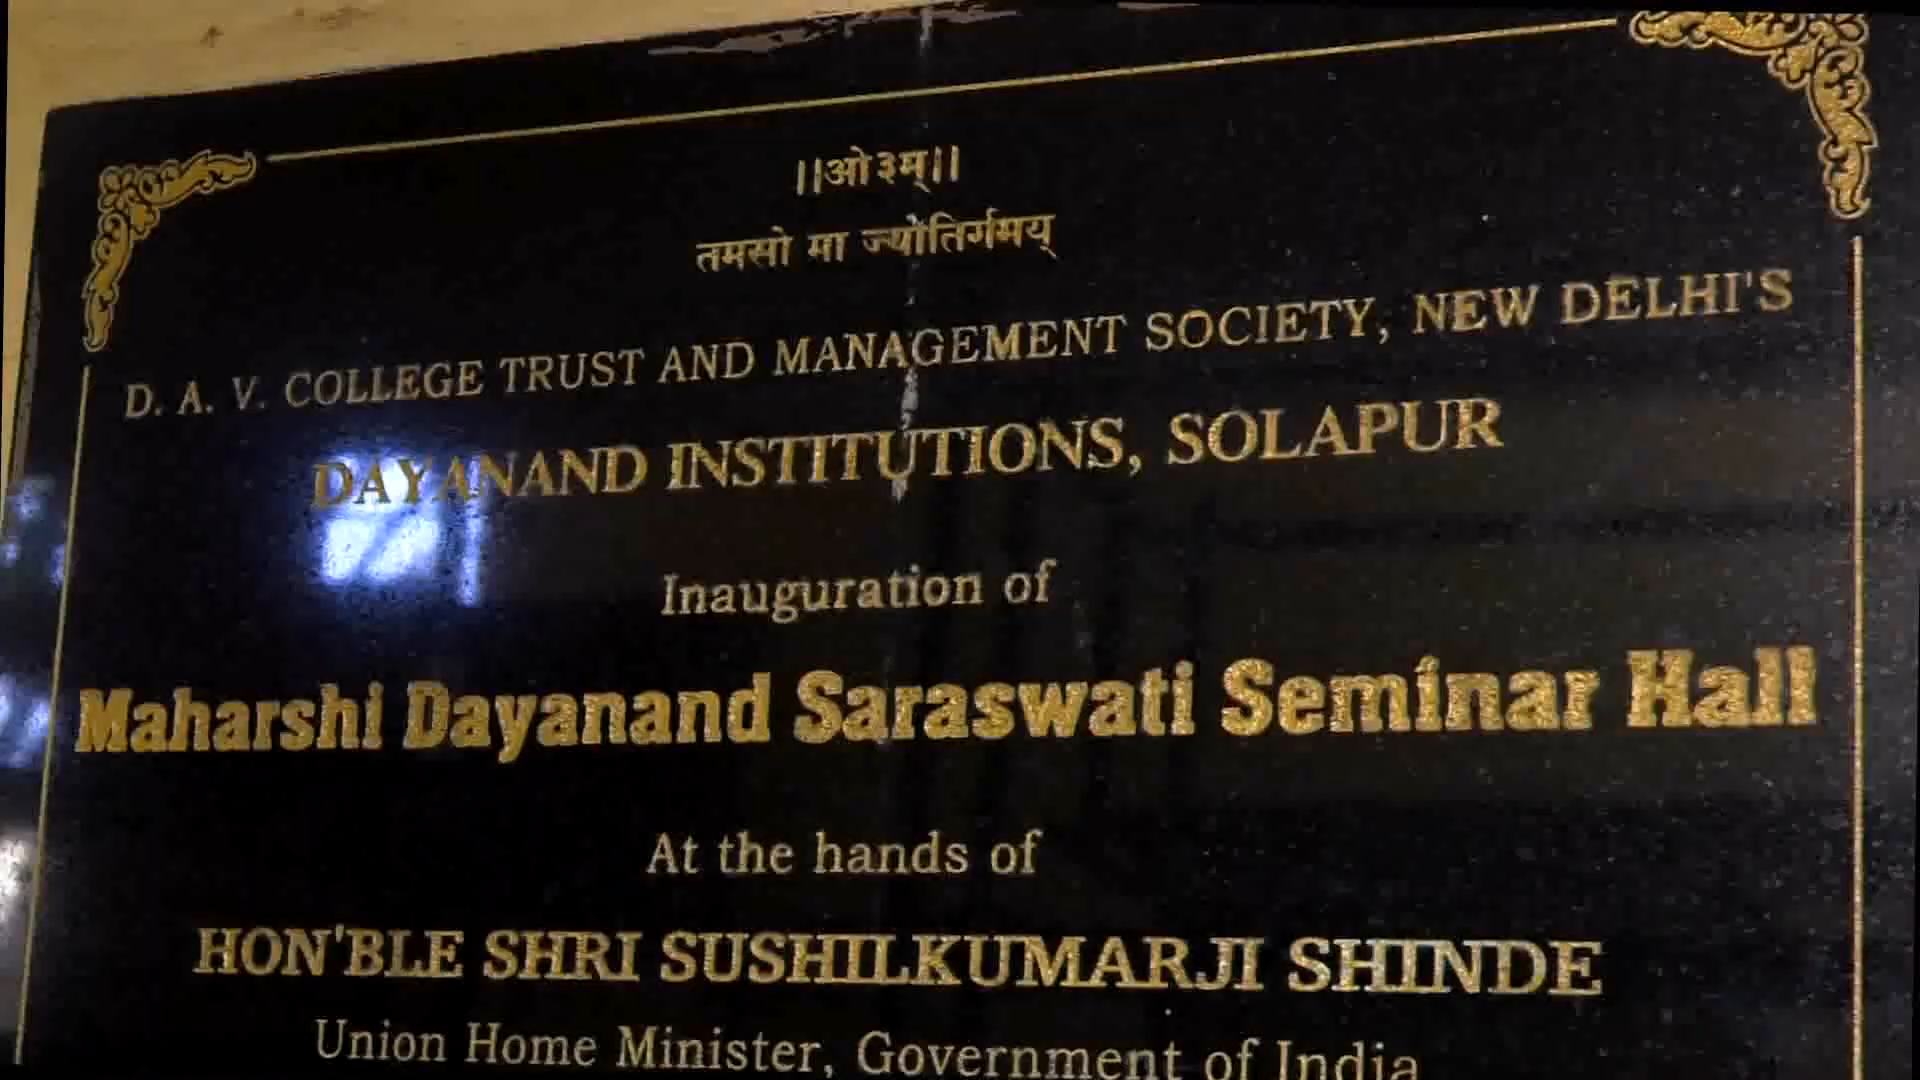 ||ओ३म्||
तमसो मा ज्योतिर्गमय्
D. A. V. COLLEGE TRUST AND MANAGEMENT SOCIETY, NEW DELHI'S
DAYANAND INSTITUTIONS, SOLAPUR
Inauguration of
Maharshi Dayanand Saraswati Seminar Hall
At the hands of
HON'BLE SHRI SUSHILKUMARJI SHINDE
Union Home Minister, Government of India